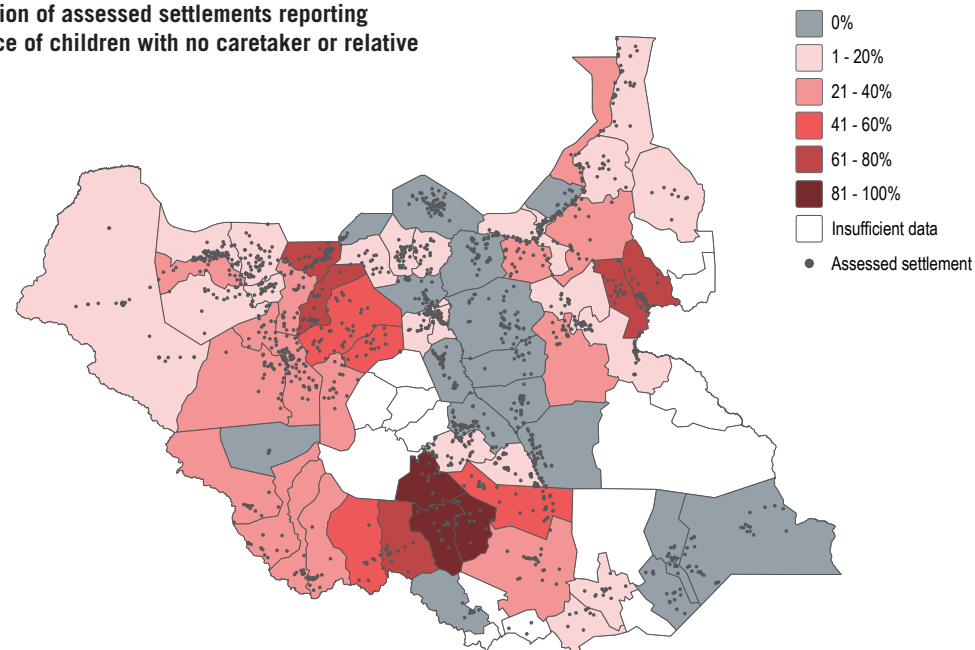 ion of assessed settlements reporting
ce of children with no caretaker or relative
0%
1 - 20%
21 - 40%
41 - 60%
61 - 80%
81 - 100%
Insufficient data
Assessed settlement